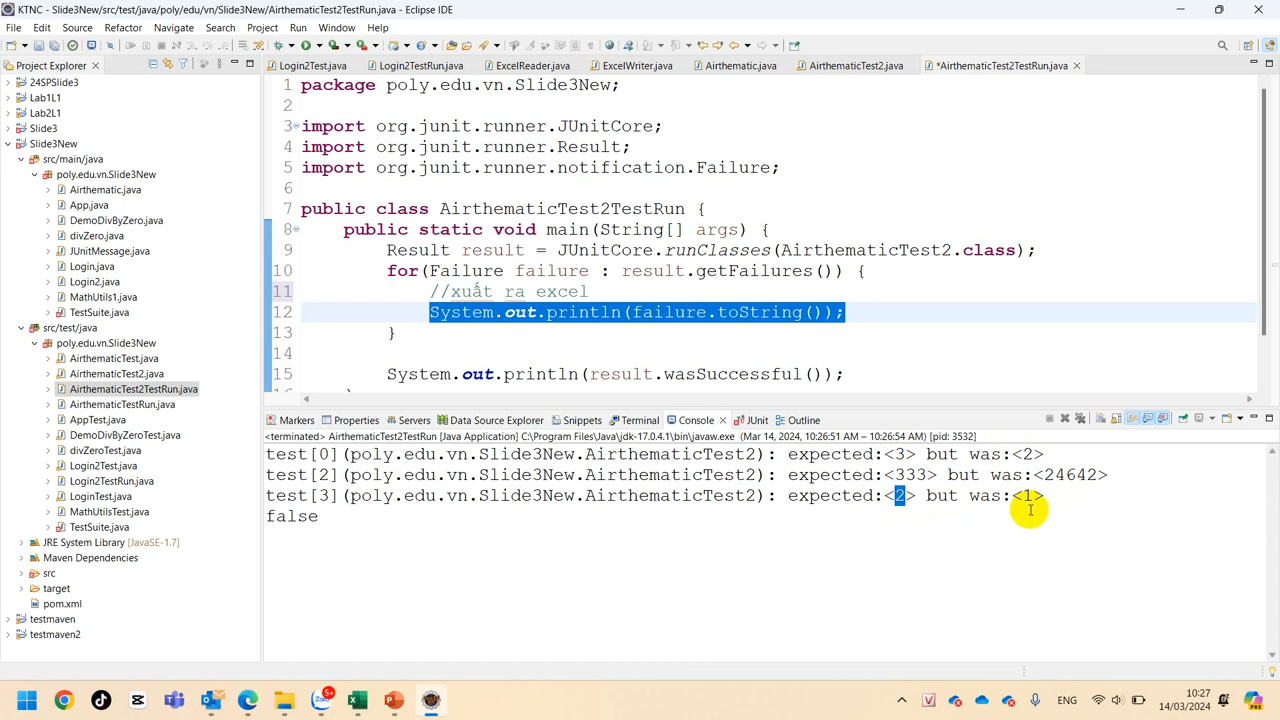 KTNC - Slide3New/src/test/java/poly/edu/vn/Slide3New/AirthematicTest2TestRun.java - Eclipse IDE
File Edit Source Refactor Navigate Search Project Run Window Help
Project Explorer
Login2Test.java Login2TestRun.java ExcelReader.java ExcelWriter.java Airthematic.java AirthematicTest2.java *AirthematicTest2TestRun.java
24SPSlide3
Lab1L1
Lab2L1
Slide3
Slide3New
src/main/java
poly.edu.vn.Slide3New
Airthematic.java
App.java
DemoDivByZero.java
divZero.java
JUnitMessage.java
Login.java
Login2.java
MathUtils1.java
TestSuite.java
src/test/java
poly.edu.vn.Slide3New
AirthematicTest.java
AirthematicTest2.java
AirthematicTest2TestRun.java
AirthematicTestRun.java
AppTest.java
DemoDivByZeroTest.java
divZeroTest.java
Login2Test.java
Login2TestRun.java
LoginTest.java
MathUtilsTest.java
TestSuite.java
JRE System Library [JavaSE-1.7]
Maven Dependencies
src
target
pom.xml
testmaven
testmaven2
1 package poly.edu.vn.Slide3New;
2
3 import org.junit.runner.JUnitCore;
4 import org.junit.runner.Result;
5 import org.junit.runner.notification.Failure;
6
7 public class AirthematicTest2TestRun {
8 public static void main(String[] args) {
9 Result result = JUnitCore.runClasses(AirthematicTest2.class);
10 for(Failure failure : result.getFailures()) {
11 //xuất ra excel
12 System.out.println(failure.toString());
13 }
14
15 System.out.println(result.wasSuccessful());
Markers Properties Servers Data Source Explorer Snippets Terminal Console JUnit Outline
<terminated> AirthematicTest2TestRun [Java Application] C:\Program Files\Java\jdk-17.0.4.1\bin\javaw.exe (Mar 14, 2024, 10:26:51 AM – 10:26:54 AM) [pid: 3532]
test[0](poly.edu.vn.Slide3New.AirthematicTest2): expected:<3> but was:<2>
test[2](poly.edu.vn.Slide3New.AirthematicTest2): expected:<333> but was:<24642>
test[3](poly.edu.vn.Slide3New.AirthematicTest2): expected:<2> but was:<1>
false
5+
ENG
10:27
14/03/2024
PRE